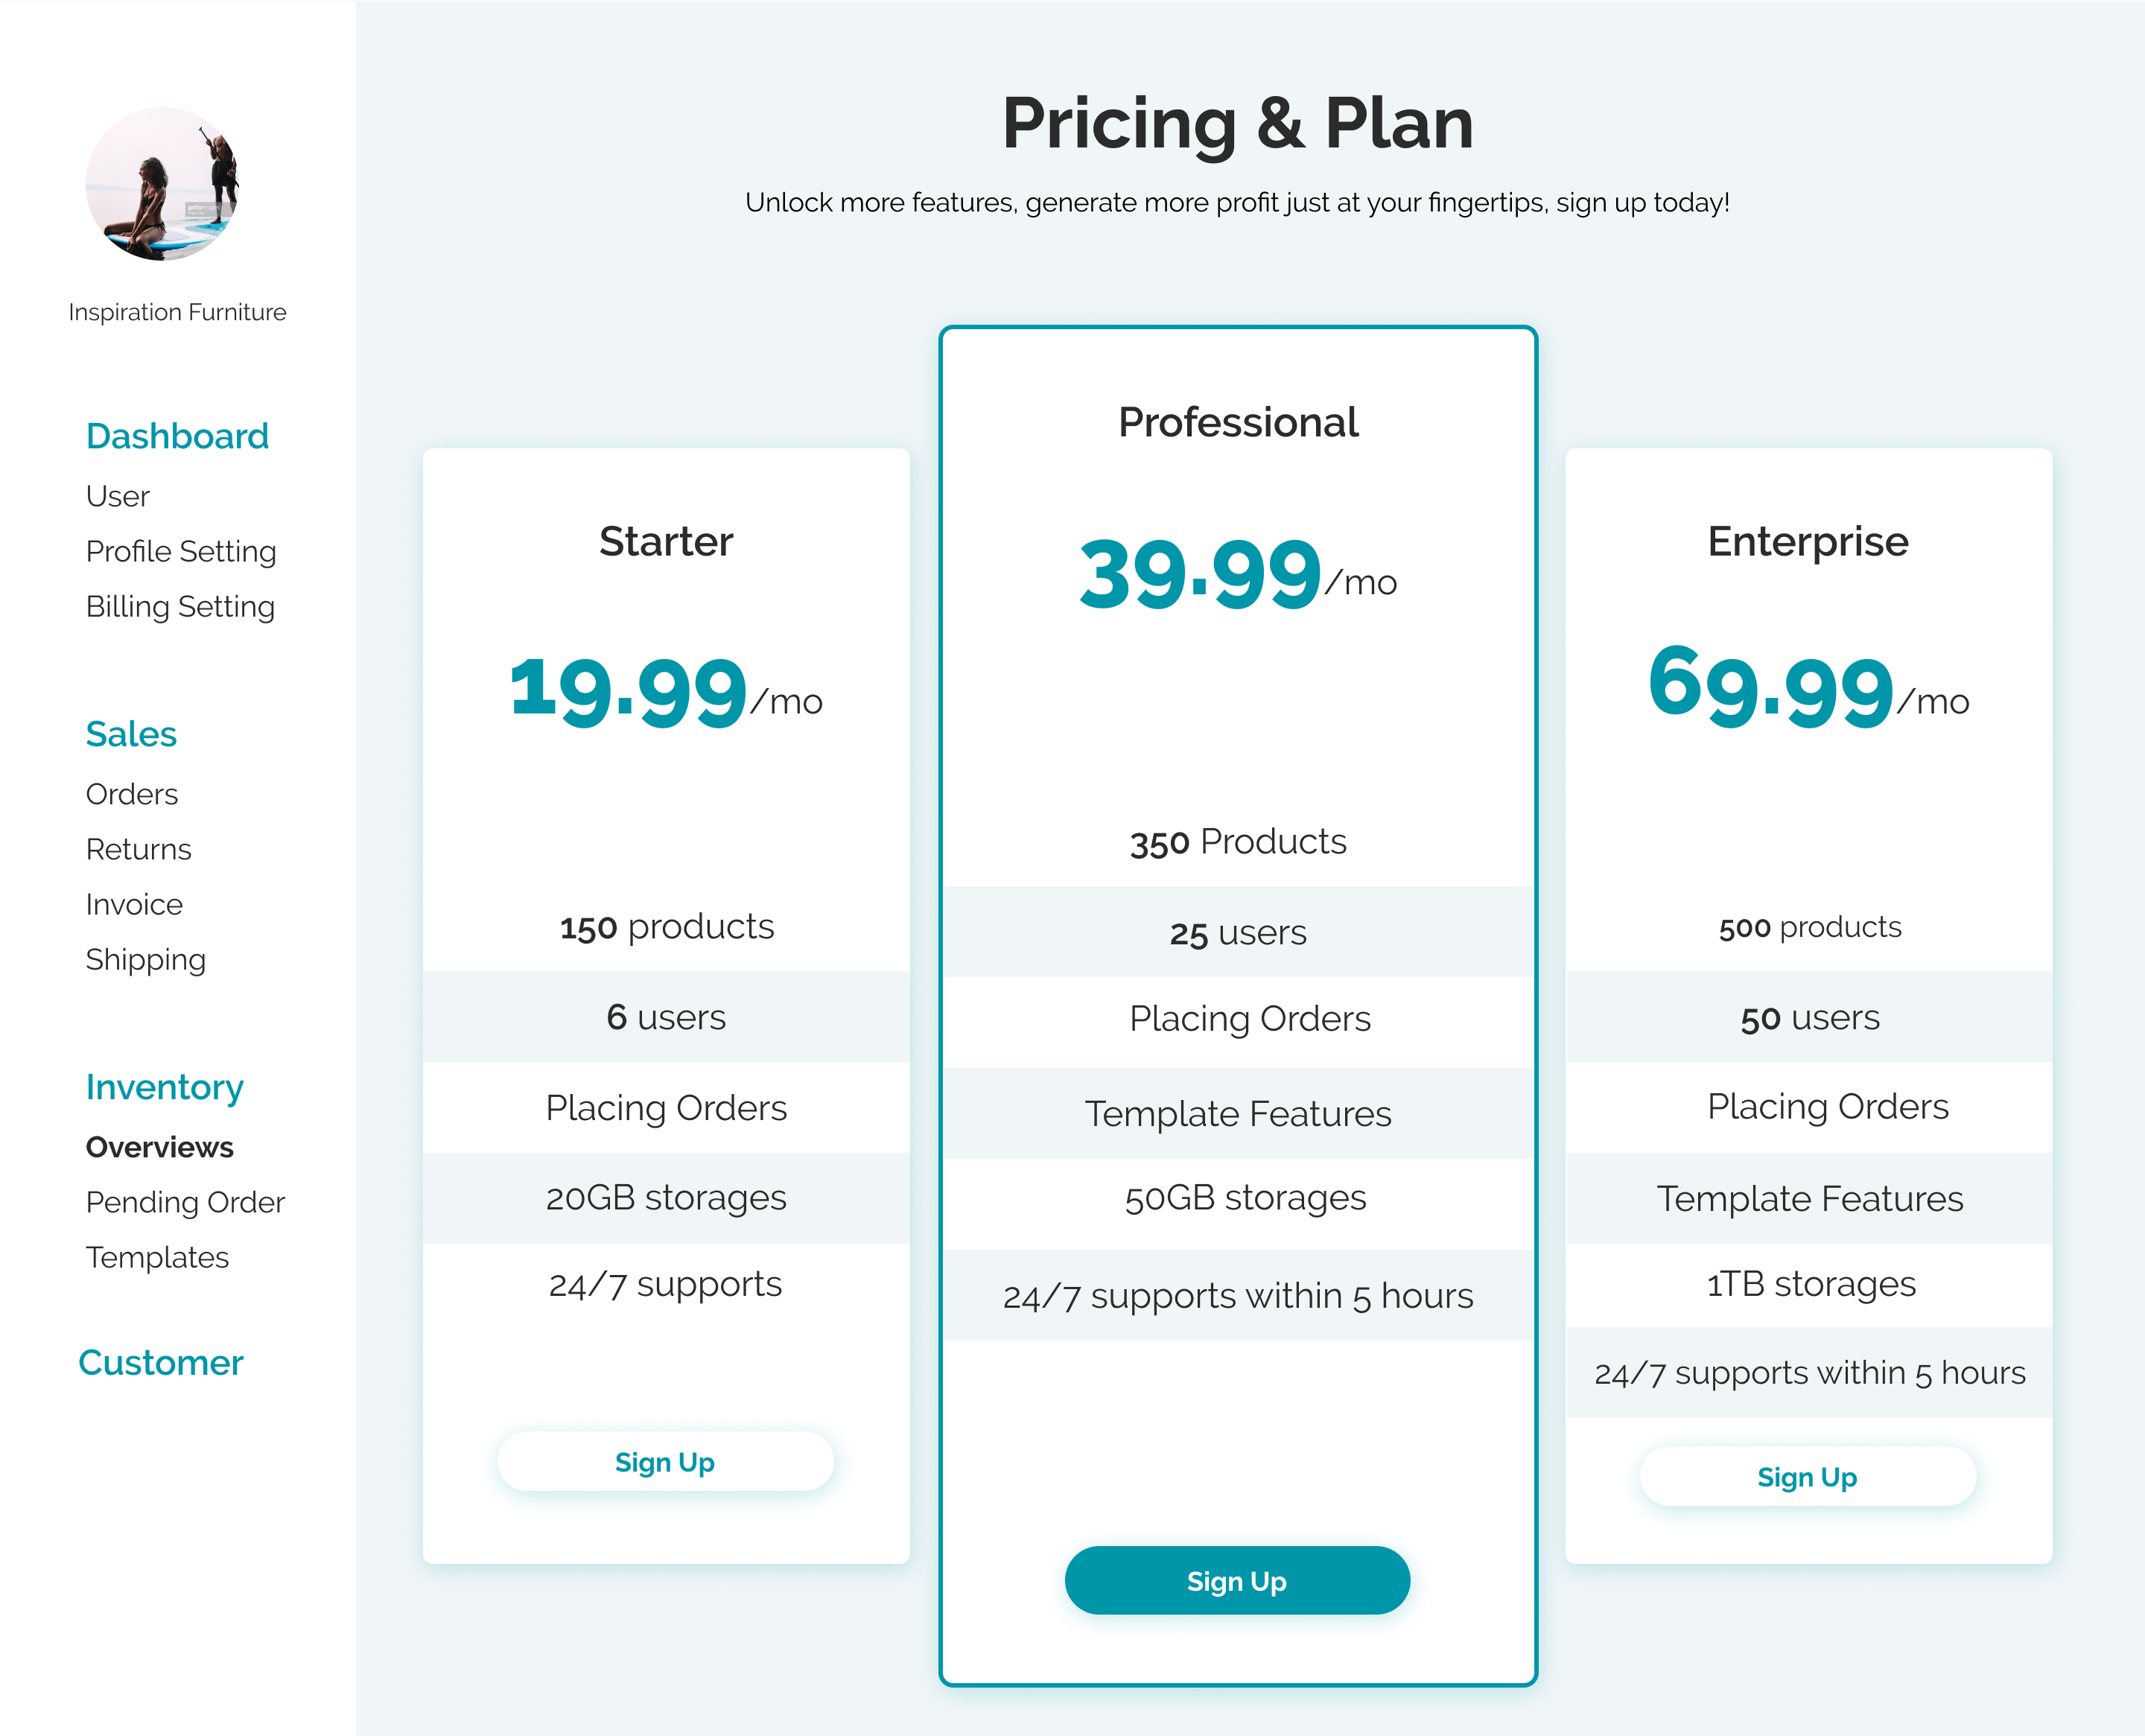 gettyimages
Inspiration Furniture
Dashboard
User
Profile Setting
Billing Setting
Sales
Orders
Returns
Invoice
Shipping
Inventory
Overviews
Pending Order
Templates
Customer
Pricing & Plan
Unlock more features, generate more profit just at your fingertips, sign up today!
Starter
19.99/mo
150 products
6 users
Placing Orders
20GB storages
24/7 supports
Sign Up
Professional
39.99/mo
350 Products
25 users
Placing Orders
Template Features
50GB storages
24/7 supports within 5 hours
Sign Up
Enterprise
69.99/mo
500 products
50 users
Placing Orders
Template Features
1TB storages
24/7 supports within 5 hours
Sign Up